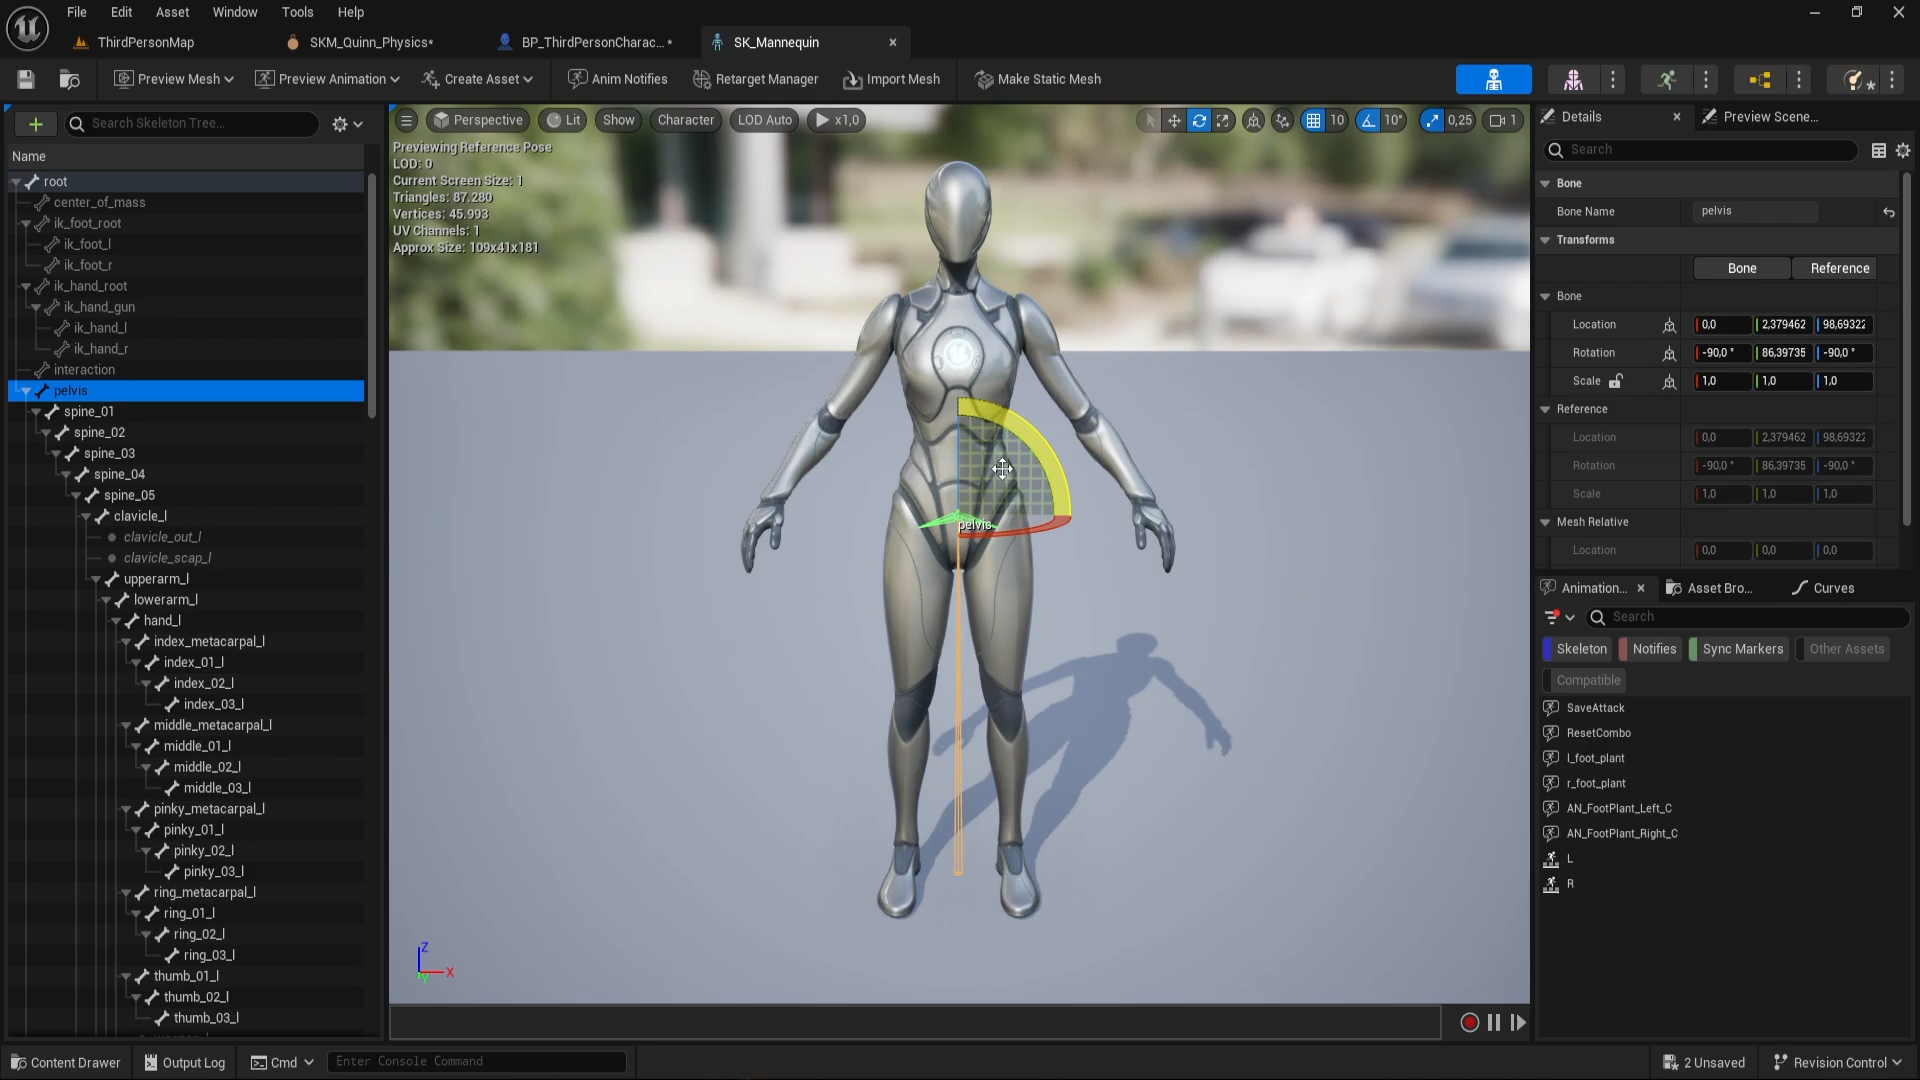 File Edit Asset Window Tools Help
ThirdPersonMap SKM_Quinn_Physics* BP_ThirdPersonCharac...* SK_Mannequin
Preview Mesh Preview Animation Create Asset Anim Notifies Retarget Manager Import Mesh Make Static Mesh
Search Skeleton Tree...
Name
root
center_of_mass
ik_foot_root
ik_foot_l
ik_foot_r
ik_hand_root
ik_hand_gun
ik_hand_l
ik_hand_r
interaction
pelvis
spine_01
spine_02
spine_03
spine_04
spine_05
clavicle_l
clavicle_out_l
clavicle_scap_l
upperarm_l
lowerarm_l
hand_l
index_metacarpal_l
index_01_l
index_02_l
index_03_l
middle_metacarpal_l
middle_01_l
middle_02_l
middle_03_l
pinky_metacarpal_l
pinky_01_l
pinky_02_l
pinky_03_l
ring_metacarpal_l
ring_01_l
ring_02_l
ring_03_l
thumb_01_l
thumb_02_l
thumb_03_l
Perspective Lit Show Character LOD Auto x1,0 10 10° 0,25 1
Previewing Reference Pose
LOD: 0
Current Screen Size: 1
Triangles: 87.280
Vertices: 45.993
UV Channels: 1
Approx Size: 109x41x181
pelvis
Z
X
Y
Details Preview Scene...
Search
Bone
Bone Name pelvis
Transforms
Bone Reference
Bone
Location 0,0 2,379462 98,69322
Rotation -90,0 ° 86,39735 -90,0 °
Scale 1,0 1,0 1,0
Reference
Location 0,0 2,379462 98,69322
Rotation -90,0 ° 86,39735 -90,0 °
Scale 1,0 1,0 1,0
Mesh Relative
Location 0,0 0,0 0,0
Animation... Asset Bro... Curves
Search
Skeleton Notifies Sync Markers Other Assets
Compatible
SaveAttack
ResetCombo
l_foot_plant
r_foot_plant
AN_FootPlant_Left_C
AN_FootPlant_Right_C
L
R
Content Drawer Output Log Cmd Enter Console Command 2 Unsaved Revision Control